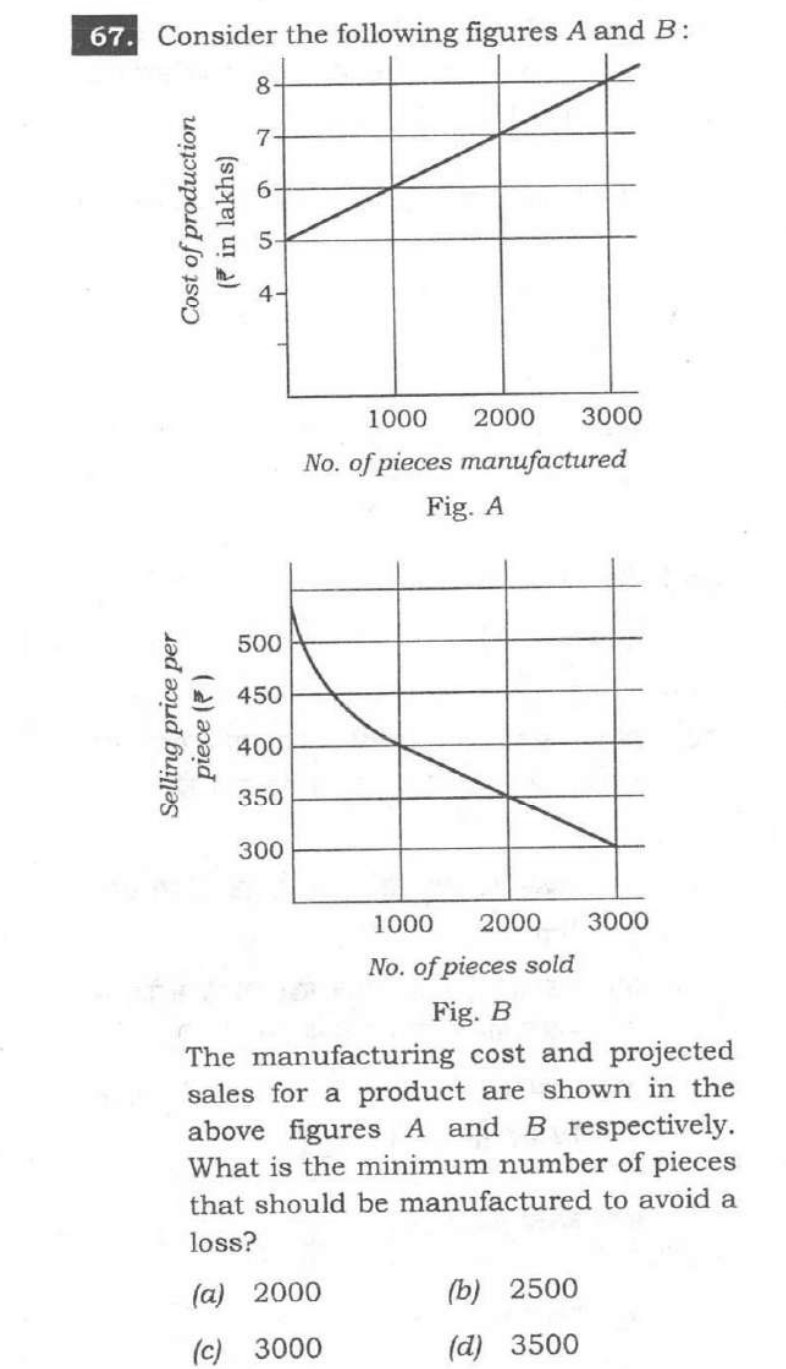 67. Consider the following figures A and B :
8
7
6
5
4
Cost of production
(₹ in lakhs)
1000 2000 3000
No. of pieces manufactured
Fig. A
500
450
400
350
300
Selling price per
piece (₹)
1000 2000 3000
No. of pieces sold
Fig. B
The manufacturing cost and projected
sales for a product are shown in the
above figures A and B respectively.
What is the minimum number of pieces
that should be manufactured to avoid a
loss?
(a) 2000 (b) 2500
(c) 3000 (d) 3500